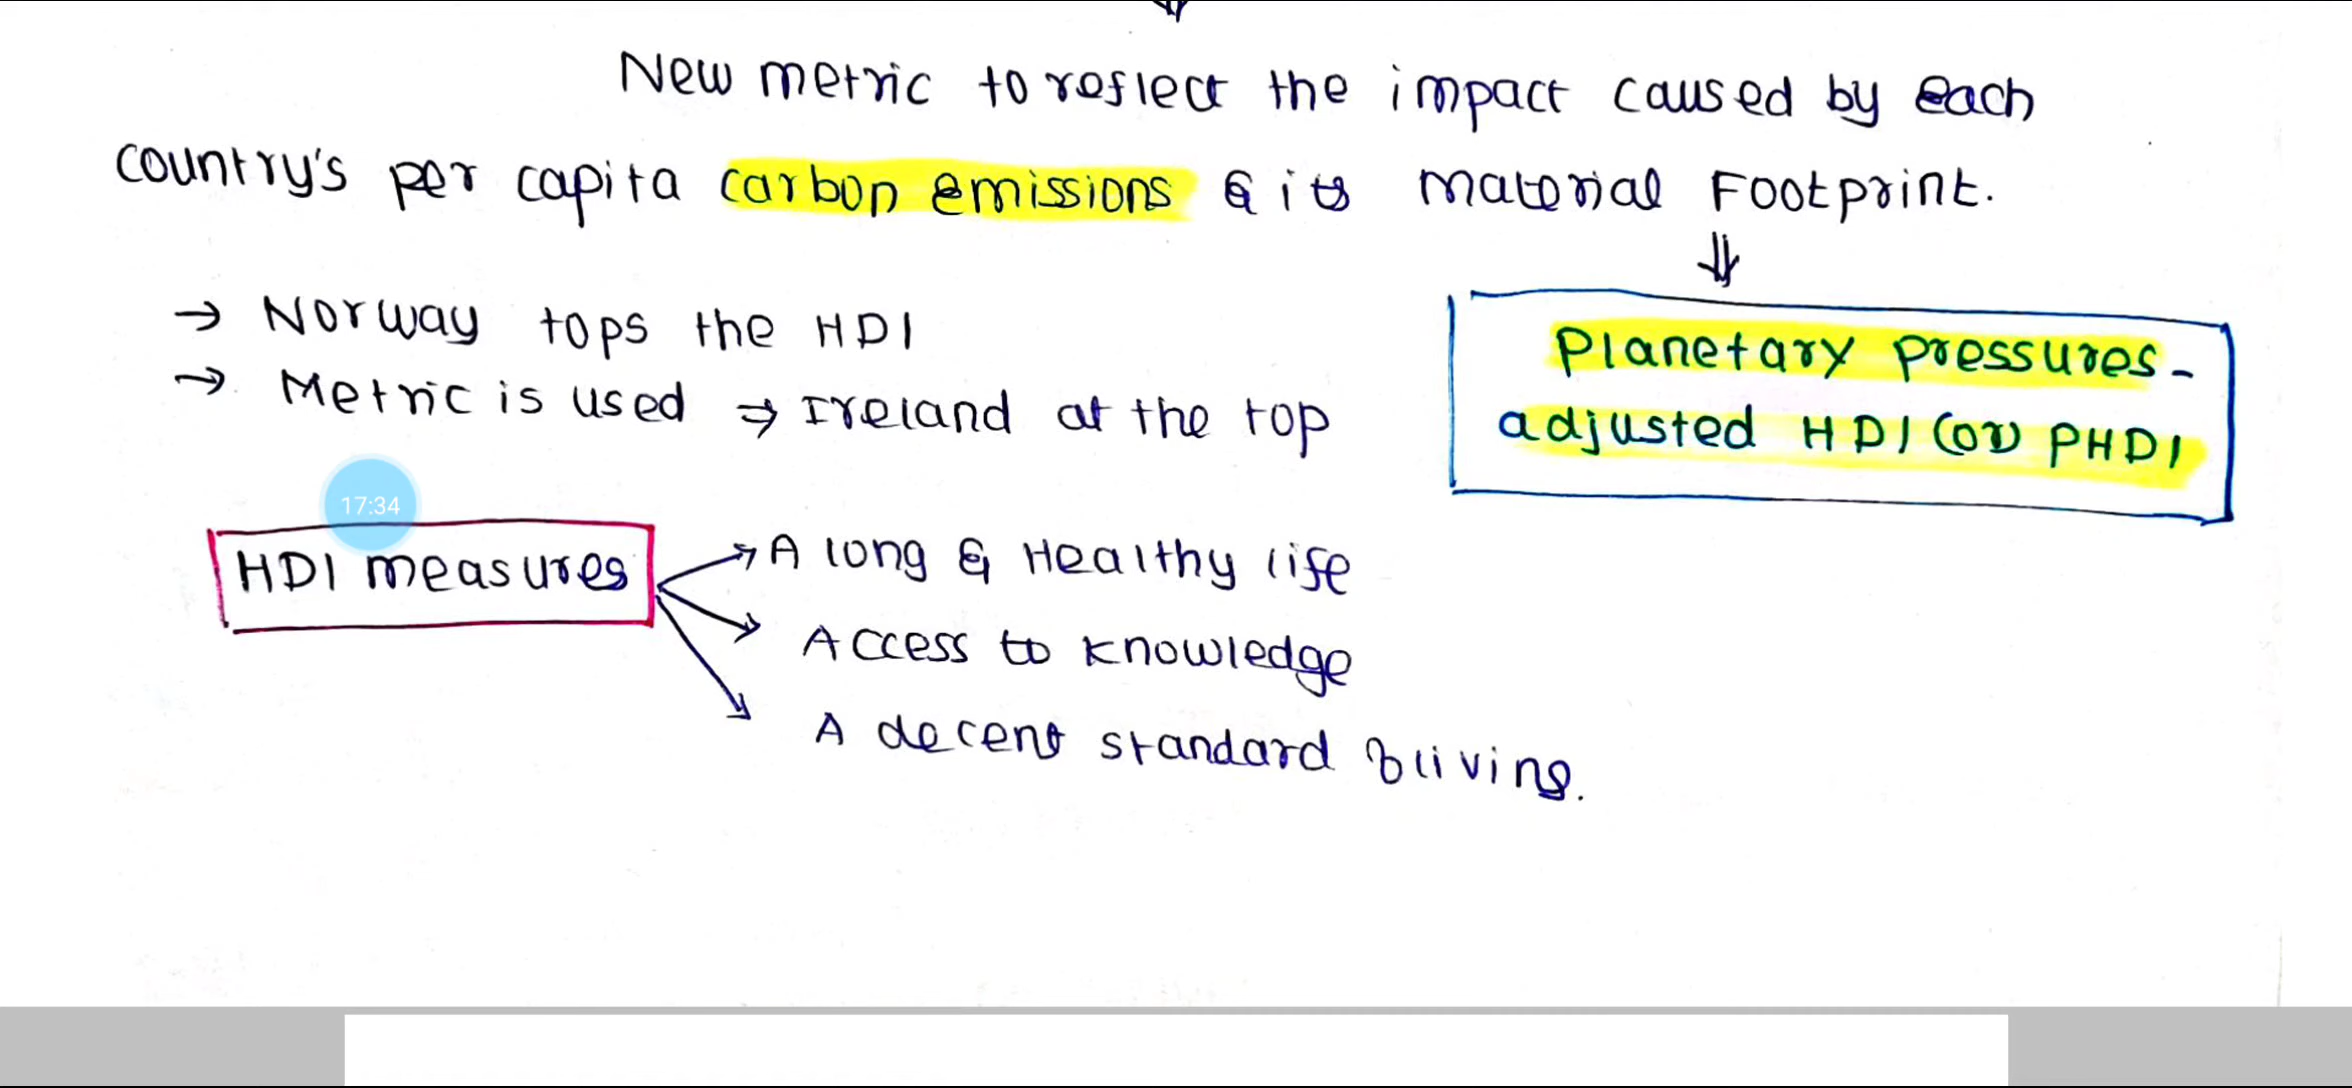 New metric to reflect the impact caused by each
country's per capita carbon emissions & its material Footprint.
→ Norway tops the HDI
→ Metric is used ⇒ Ireland at the top
Planetary pressures-
adjusted HDI (or) PHDI
17:34
HDI measures
A long & Healthy life
Access to knowledge
A decent standard of living.